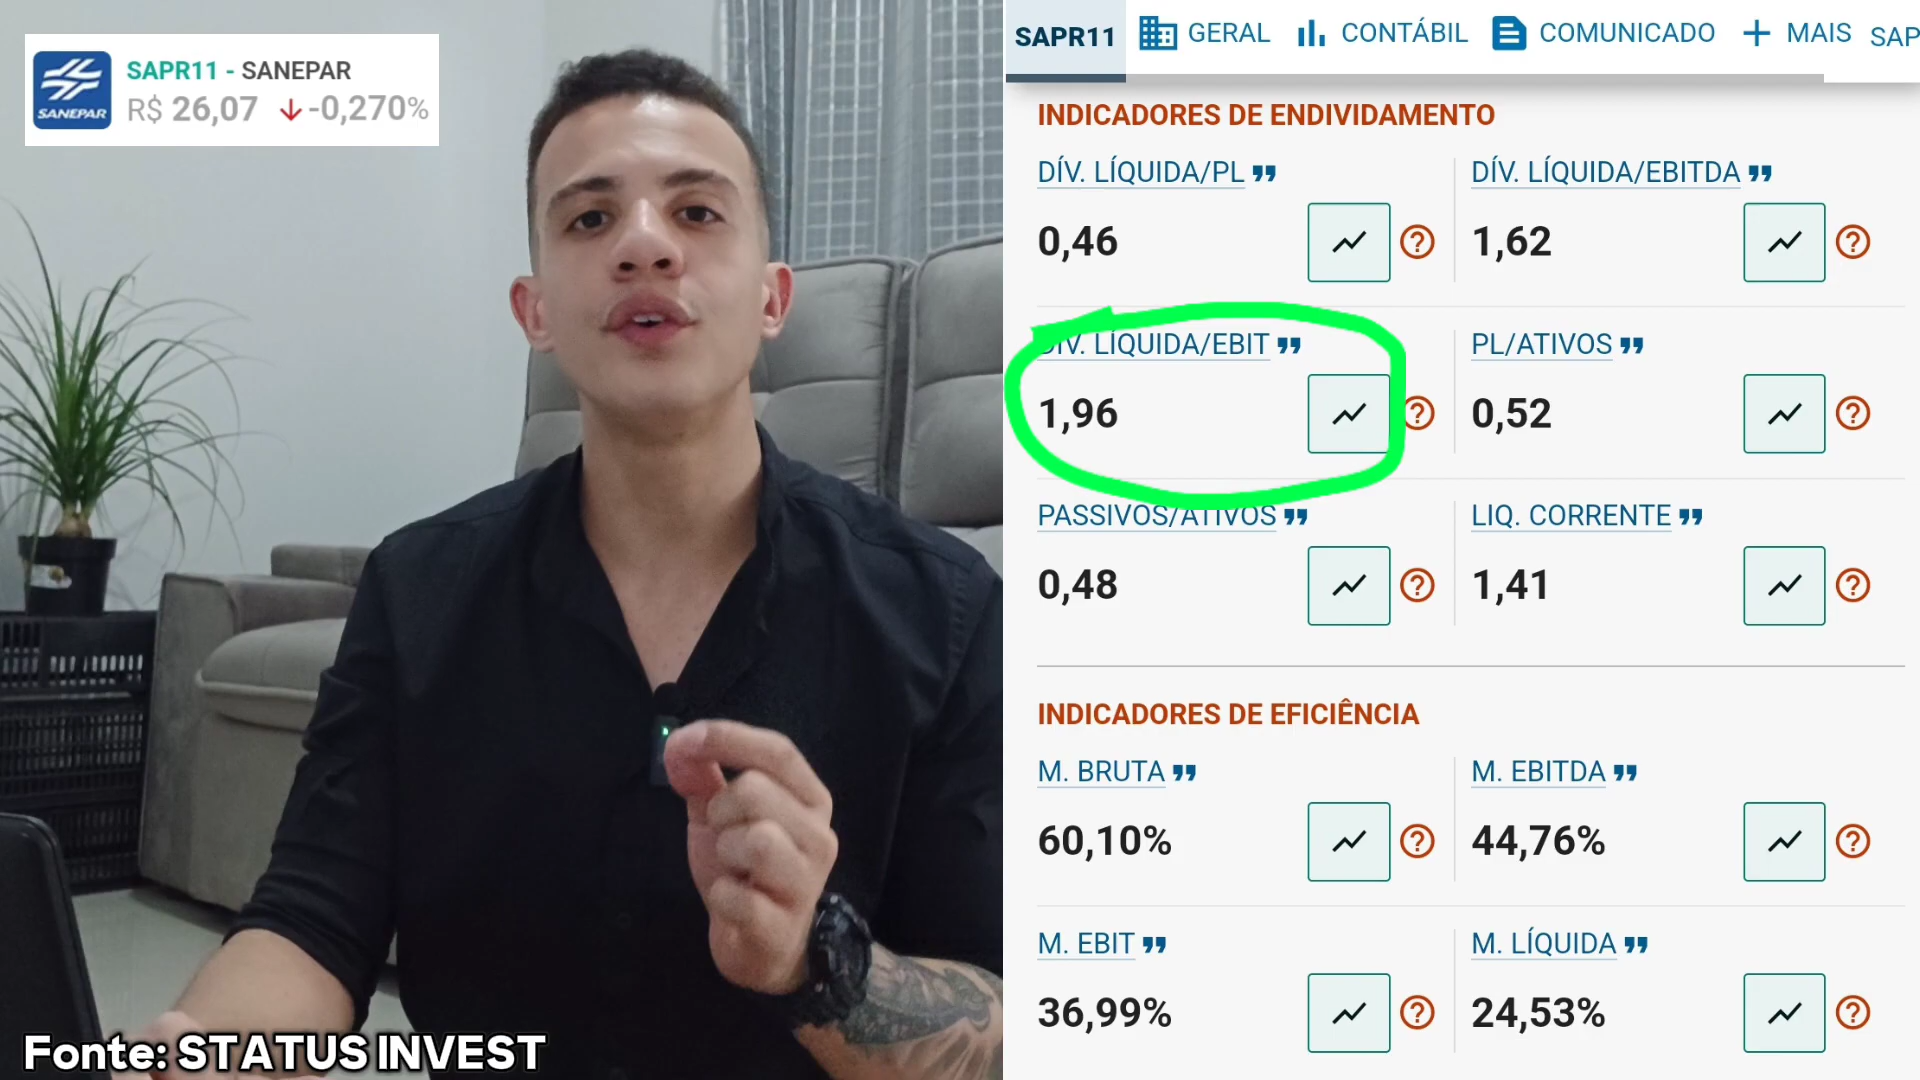 SAPR11 - SANEPAR
SANEPAR
R$ 26,07 -0,270%
Fonte: STATUS INVEST
SAPR11 GERAL CONTÁBIL COMUNICADO + MAIS SAP
INDICADORES DE ENDIVIDAMENTO
DÍV. LÍQUIDA/PL DÍV. LÍQUIDA/EBITDA
0,46 1,62
DÍV. LÍQUIDA/EBIT PL/ATIVOS
1,96 0,52
PASSIVOS/ATIVOS LIQ. CORRENTE
0,48 1,41
INDICADORES DE EFICIÊNCIA
M. BRUTA M. EBITDA
60,10% 44,76%
M. EBIT M. LÍQUIDA
36,99% 24,53%